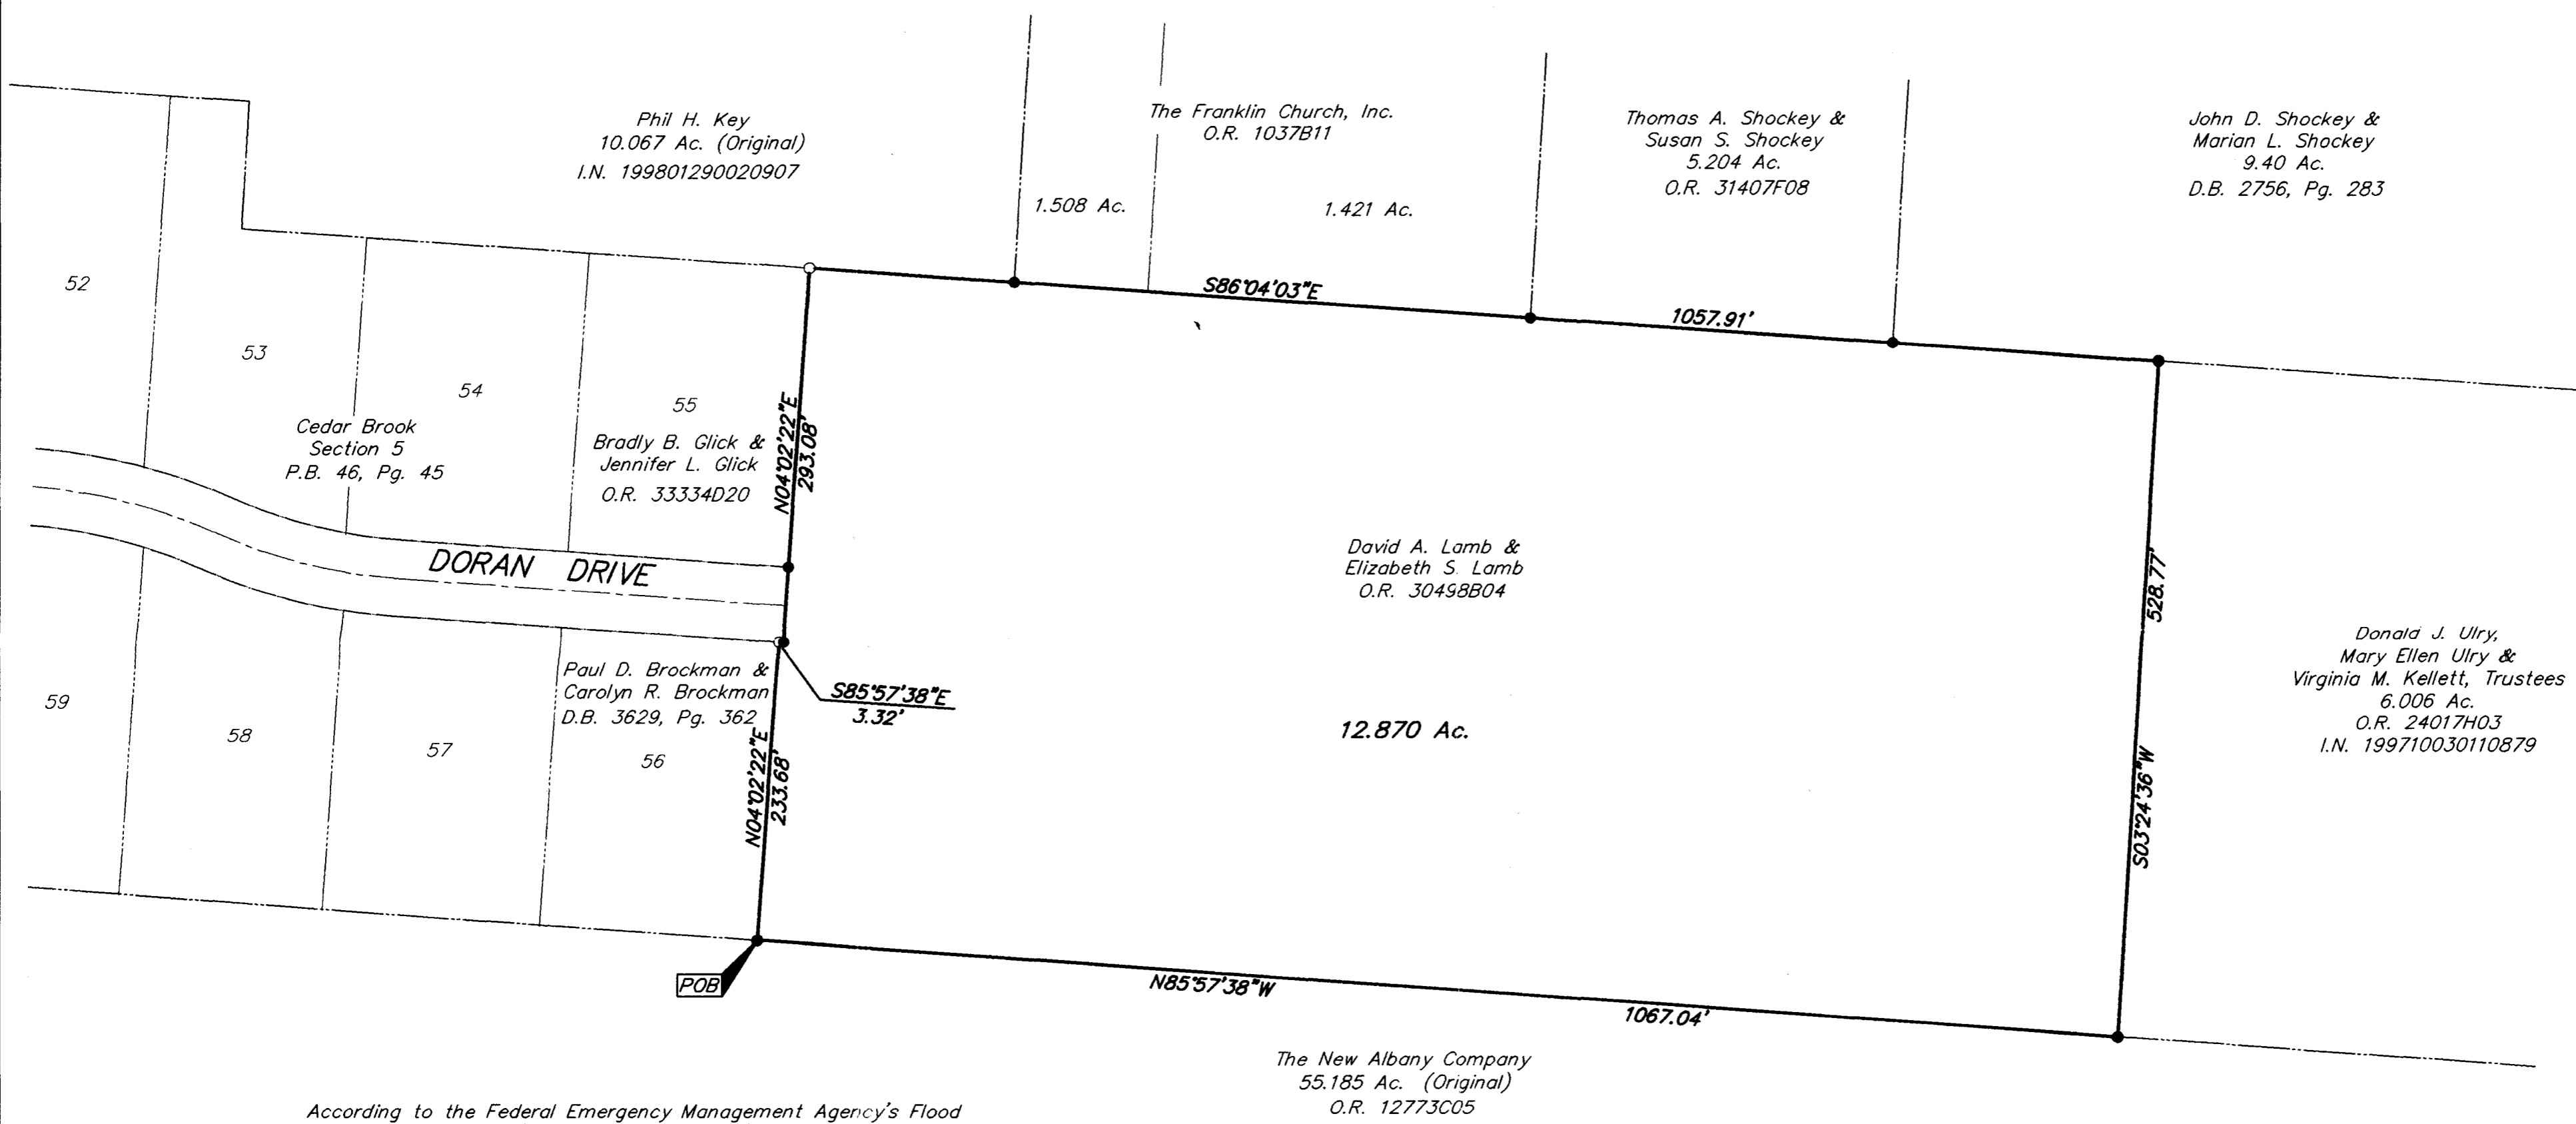 Phil H. Key
10.067 Ac. (Original)
I.N. 199801290020907
The Franklin Church, Inc.
O.R. 1037B11
1.508 Ac.
1.421 Ac.
Thomas A. Shockey &
Susan S. Shockey
5.204 Ac.
O.R. 31407F08
John D. Shockey &
Marian L. Shockey
9.40 Ac.
D.B. 2756, Pg. 283
S86°04'03"E
1057.91'
52
53
54
55
Cedar Brook
Section 5
P.B. 46, Pg. 45
Bradly B. Glick &
Jennifer L. Glick
O.R. 33334D20
N04°02'22"E
293.08'
DORAN DRIVE
David A. Lamb &
Elizabeth S. Lamb
O.R. 30498B04
12.870 Ac.
528.77'
S03°24'36"W
Donald J. Ulry,
Mary Ellen Ulry &
Virginia M. Kellett, Trustees
6.006 Ac.
O.R. 24017H03
I.N. 199710030110879
Paul D. Brockman &
Carolyn R. Brockman
D.B. 3629, Pg. 362
S85°57'38"E
3.32'
59
58
57
56
N04°02'22"E
233.68'
POB
N85°57'38"W
1067.04'
The New Albany Company
55.185 Ac. (Original)
O.R. 12773C05
According to the Federal Emergency Management Agency's Flood